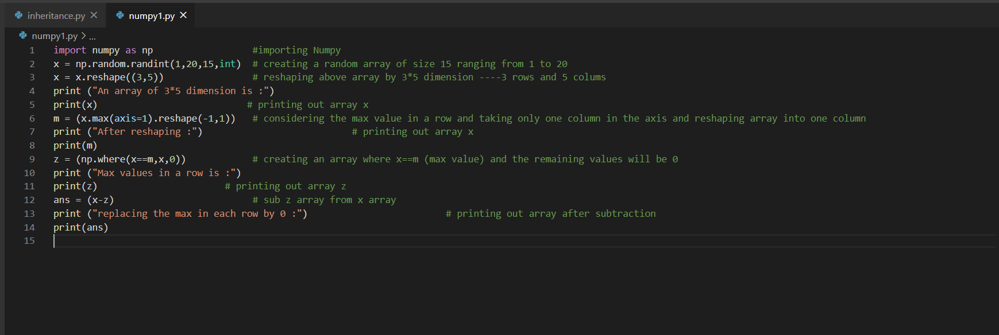 inheritance.py × numpy1.py ×
numpy1.py > ...
1 import numpy as np #importing Numpy
2 x = np.random.randint(1,20,15,int) # creating a random array of size 15 ranging from 1 to 20
3 x = x.reshape((3,5)) # reshaping above array by 3*5 dimension ----3 rows and 5 colums
4 print ("An array of 3*5 dimension is :")
5 print(x) # printing out array x
6 m = (x.max(axis=1).reshape(-1,1)) # considering the max value in a row and taking only one column in the axis and reshaping array into one column
7 print ("After reshaping :") # printing out array x
8 print(m)
9 z = (np.where(x==m,x,0)) # creating an array where x==m (max value) and the remaining values will be 0
10 print ("Max values in a row is :")
11 print(z) # printing out array z
12 ans = (x-z) # sub z array from x array
13 print ("replacing the max in each row by 0 :") # printing out array after subtraction
14 print(ans)
15